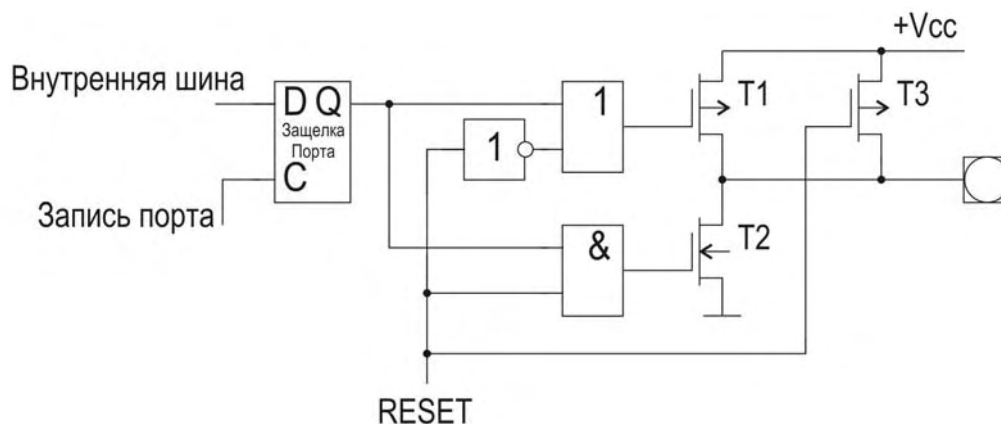 +Vcc
Внутренняя шина
D Q
Защелка
Порта
C
Запись порта
1
1
&
T1
T3
T2
RESET